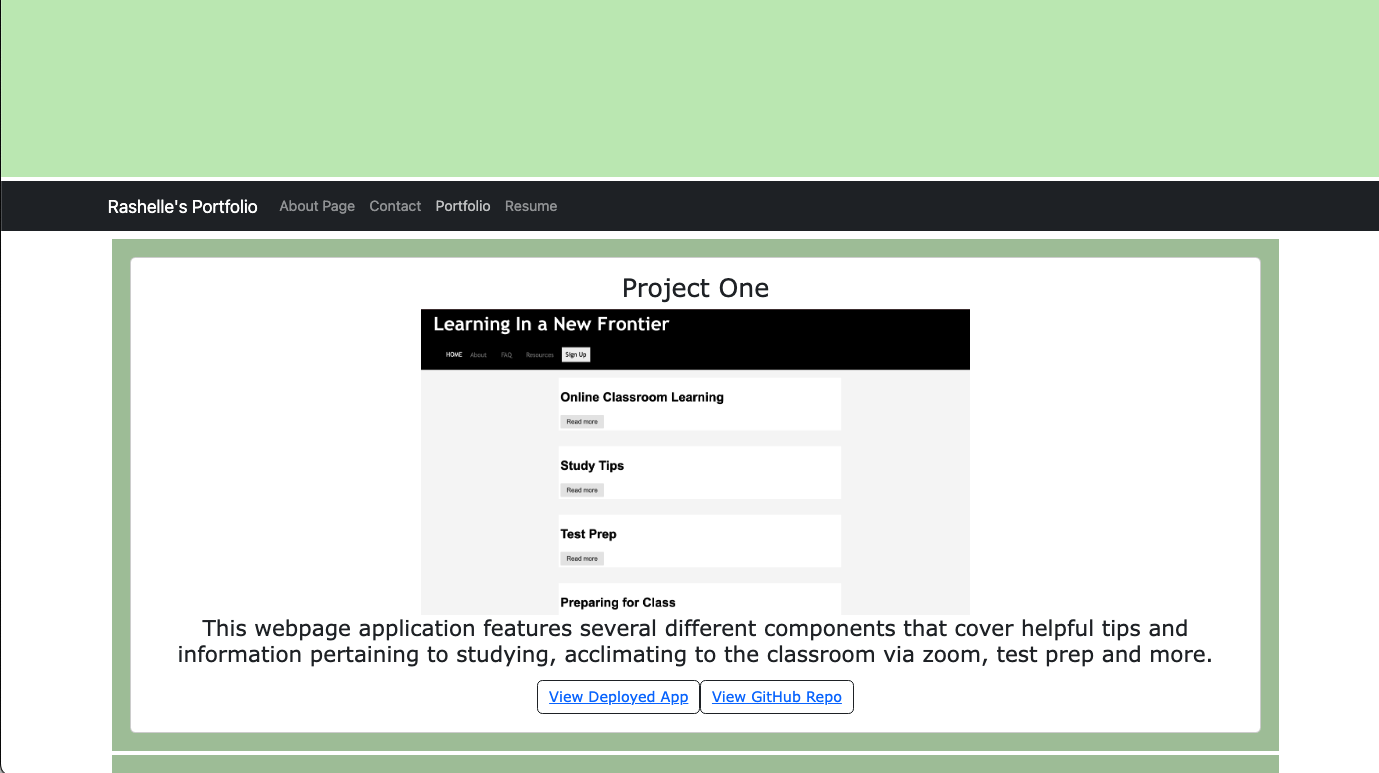 Rashelle's Portfolio About Page Contact Portfolio Resume
Project One
Learning In a New Frontier
HOME About FAQ Resources Sign Up
Online Classroom Learning
Read more
Study Tips
Read more
Test Prep
Read more
Preparing for Class
This webpage application features several different components that cover helpful tips and
information pertaining to studying, acclimating to the classroom via zoom, test prep and more.
View Deployed App View GitHub Repo